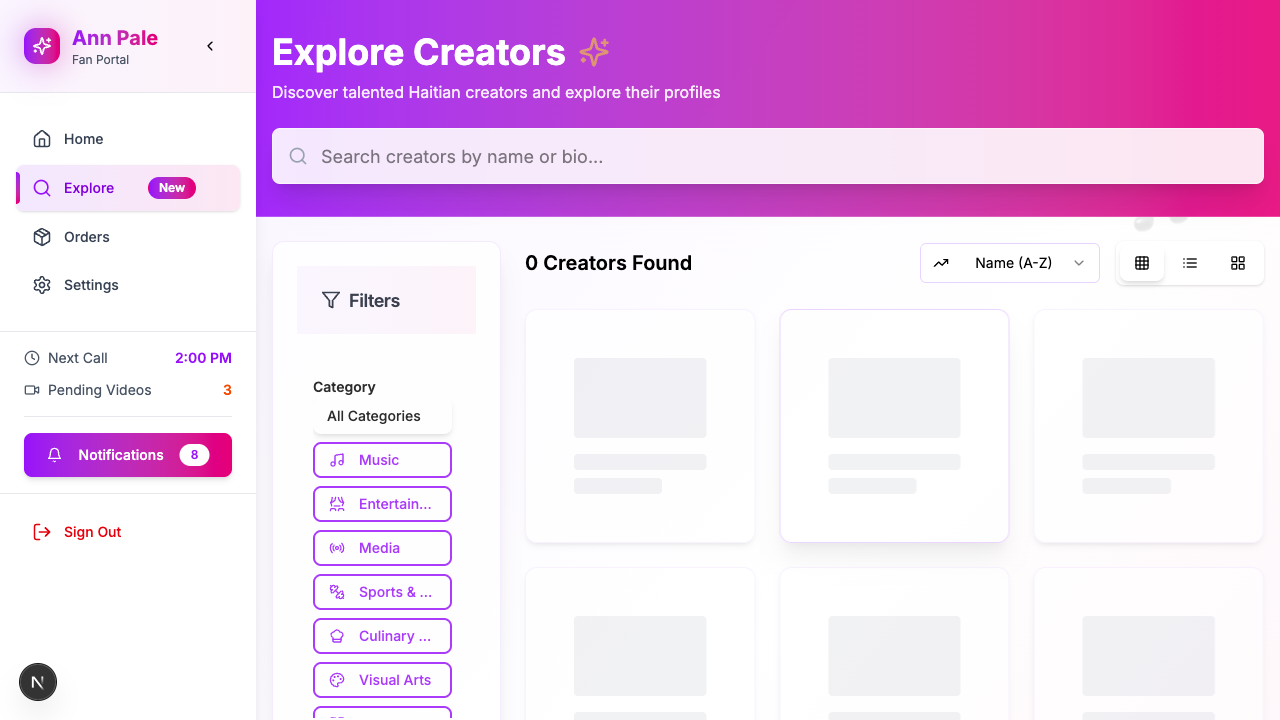 Ann Pale
Fan Portal
Home
Explore
New
Orders
Settings
Next Call
2:00 PM
Pending Videos
3
Notifications
8
Sign Out
N
Explore Creators
Discover talented Haitian creators and explore their profiles
Search creators by name or bio...
Filters
Category
All Categories
Music
Entertain...
Media
Sports & ...
Culinary ...
Visual Arts
0 Creators Found
Name (A-Z)